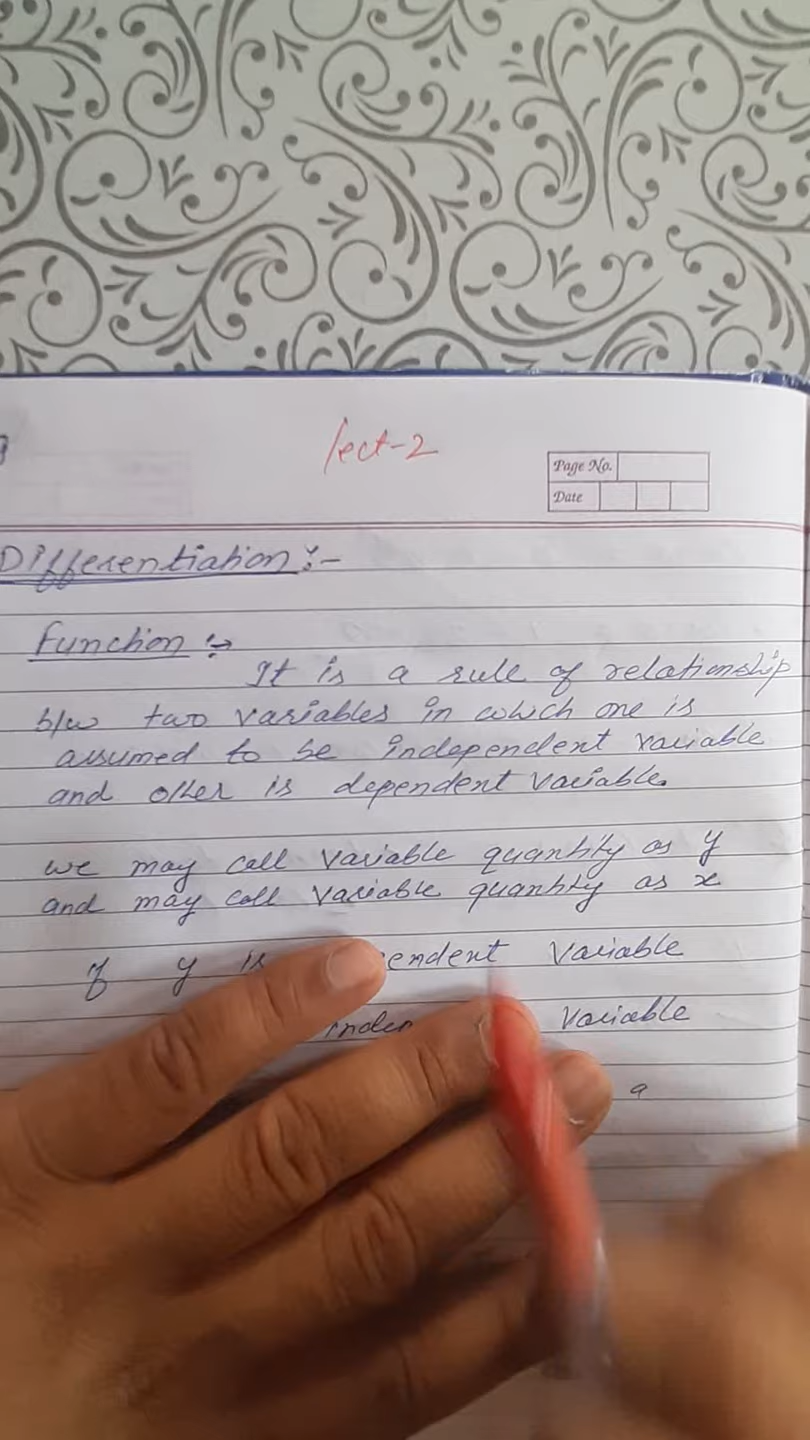 lect-2
Page No.
Date
Differentiation :-
Function :-
It is a rule of relationship
b/w two variables in which one is
assumed to be independent variable
and other is dependent variable.
we may call variable quantity as y
and may call variable quantity as x
If y is variable
variable
a